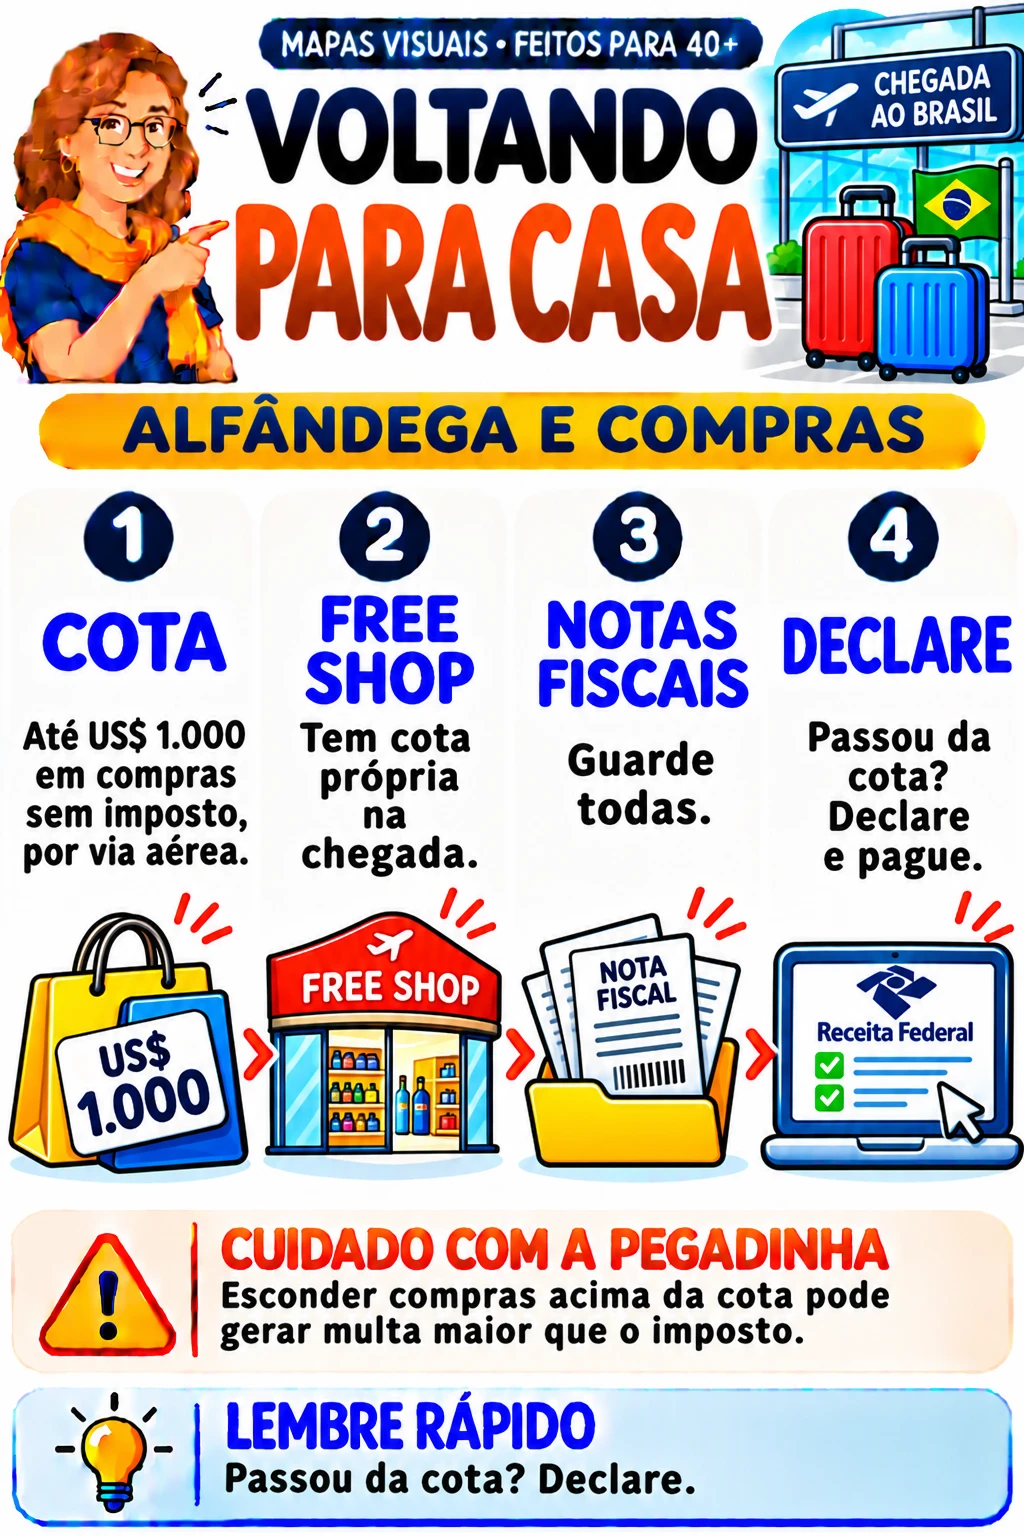 MAPAS VISUAIS • FEITOS PARA 40+
VOLTANDO
PARA CASA
CHEGADA
AO BRASIL
ALFÂNDEGA E COMPRAS
1
COTA
Até US$ 1.000
em compras
sem imposto,
por via aérea.
US$
1.000
2
FREE
SHOP
Tem cota
própria
na
chegada.
FREE SHOP
3
NOTAS
FISCAIS
Guarde
todas.
NOTA
FISCAL
4
DECLARE
Passou da
cota?
Declare
e pague.
Receita Federal
CUIDADO COM A PEGADINHA
Esconder compras acima da cota pode
gerar multa maior que o imposto.
LEMBRE RÁPIDO
Passou da cota? Declare.